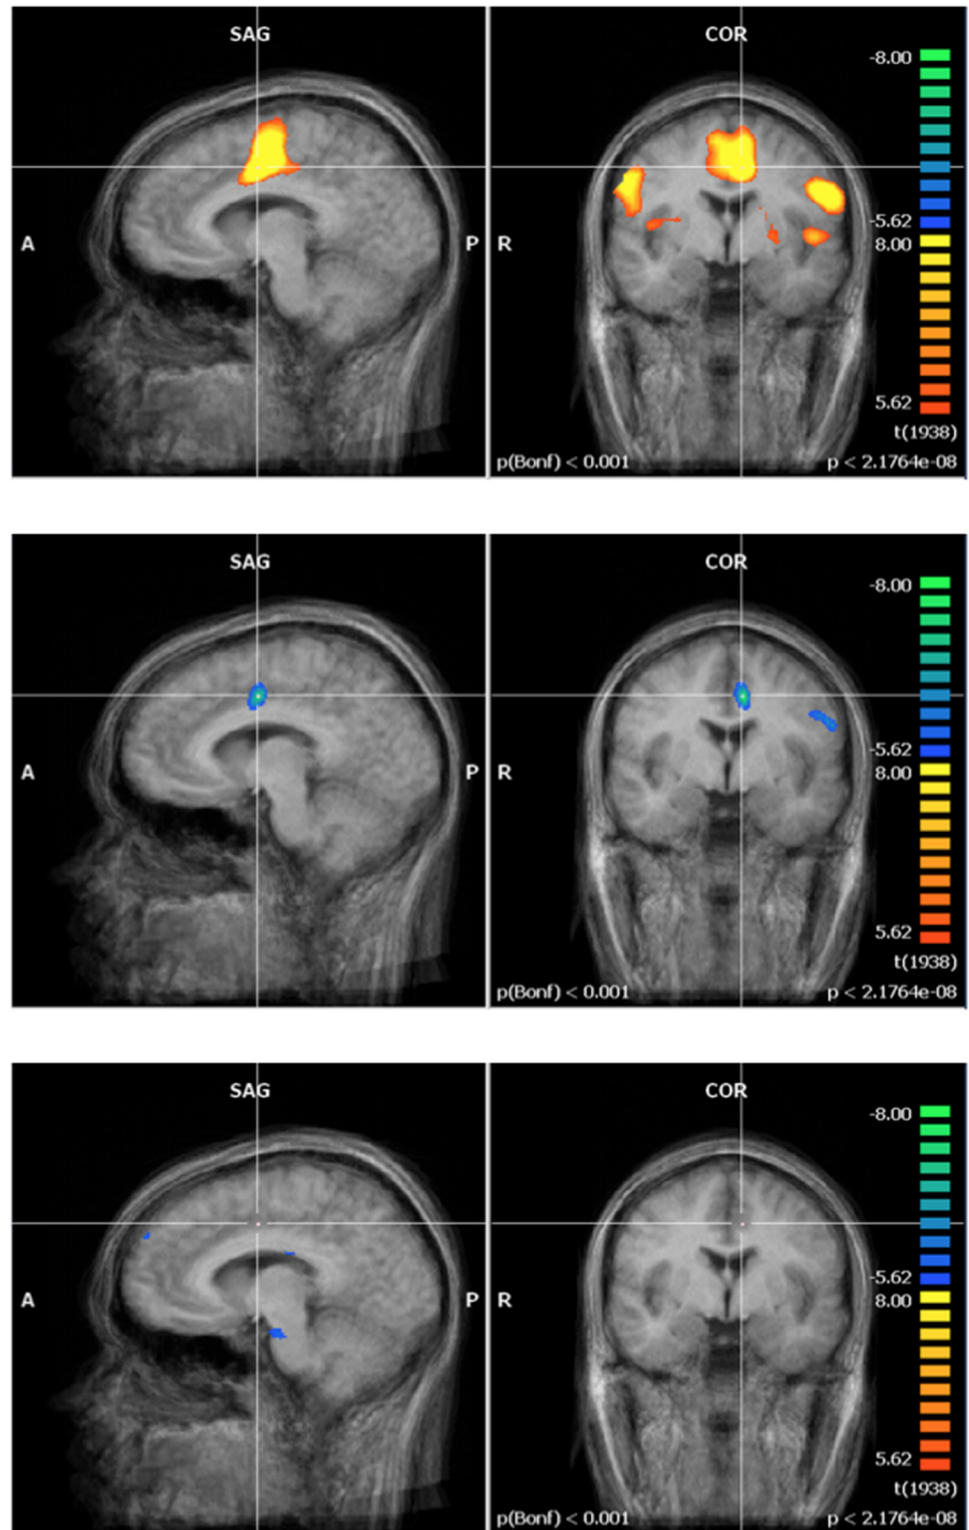 SAG
COR
-8.00
-5.62
A
P
R
8.00
5.62
t(1938)
p(Bonf) < 0.001
p < 2.1764e-08
SAG
COR
-8.00
-5.62
A
P
R
8.00
5.62
t(1938)
p(Bonf) < 0.001
p < 2.1764e-08
SAG
COR
-8.00
-5.62
A
P
R
8.00
5.62
t(1938)
p(Bonf) < 0.001
p < 2.1764e-08